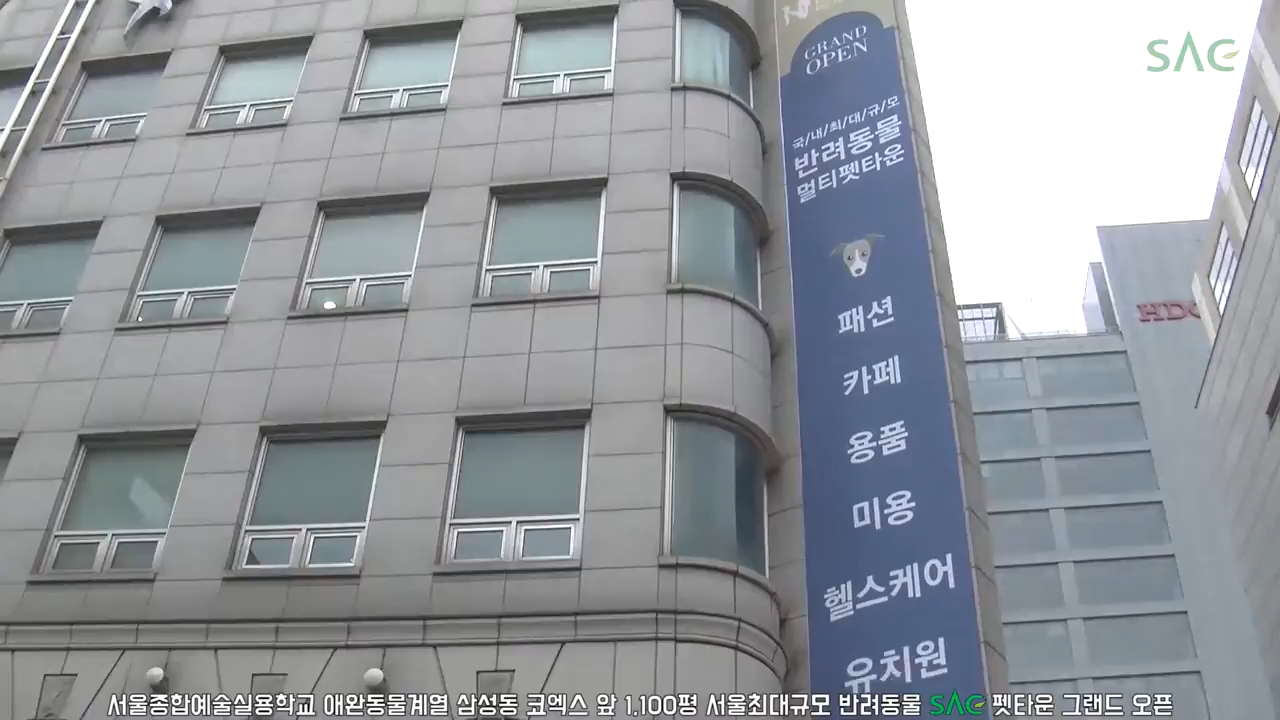 SAC
GRAND
OPEN
국/내/최/대/규/모
반려동물
멀티펫타운
패션
카페
용품
미용
헬스케어
유치원
HDC
서울종합예술실용학교 애완동물계열 삼성동 코엑스 앞 1,100평 서울최대규모 반려동물 SAC 펫타운 그랜드 오픈